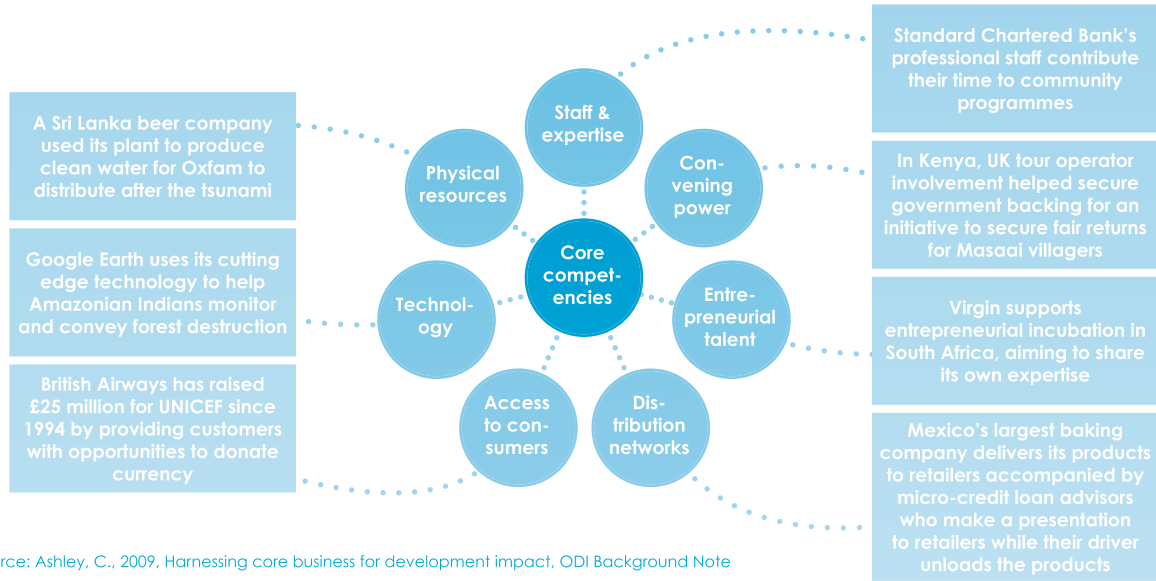 Standard Chartered Bank's
professional staff contribute
their time to community
programmes
Staff &
expertise
A Sri Lanka beer company
used its plant to produce
clean water for Oxfam to
distribute after the tsunami
Physical
resources
Con-
vening
power
In Kenya, UK tour operator
involvement helped secure
government backing for an
initiative to secure fair returns
for Masaai villagers
Core
compet-
encies
Google Earth uses its cutting
edge technology to help
Amazonian Indians monitor
and convey forest destruction
Technol-
ogy
Entre-
preneurial
talent
Virgin supports
entrepreneurial incubation in
South Africa, aiming to share
its own expertise
British Airways has raised
£25 million for UNICEF since
1994 by providing customers
with opportunities to donate
currency
Access
to con-
sumers
Dis-
tribution
networks
Mexico's largest baking
company delivers its products
to retailers accompanied by
micro-credit loan advisors
who make a presentation
to retailers while their driver
unloads the products
rce: Ashley, C., 2009, Harnessing core business for development impact, ODI Background Note